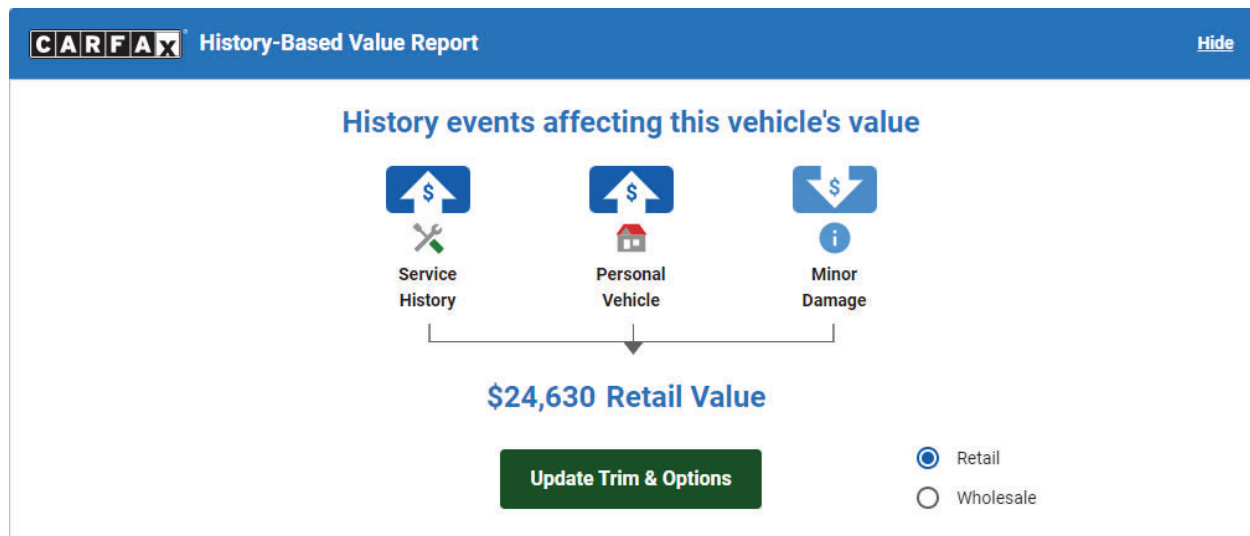 CARFAX® History-Based Value Report
Hide
History events affecting this vehicle's value
$ $ $
i
Service Personal Minor
History Vehicle Damage
$24,630 Retail Value
Update Trim & Options
Retail
Wholesale